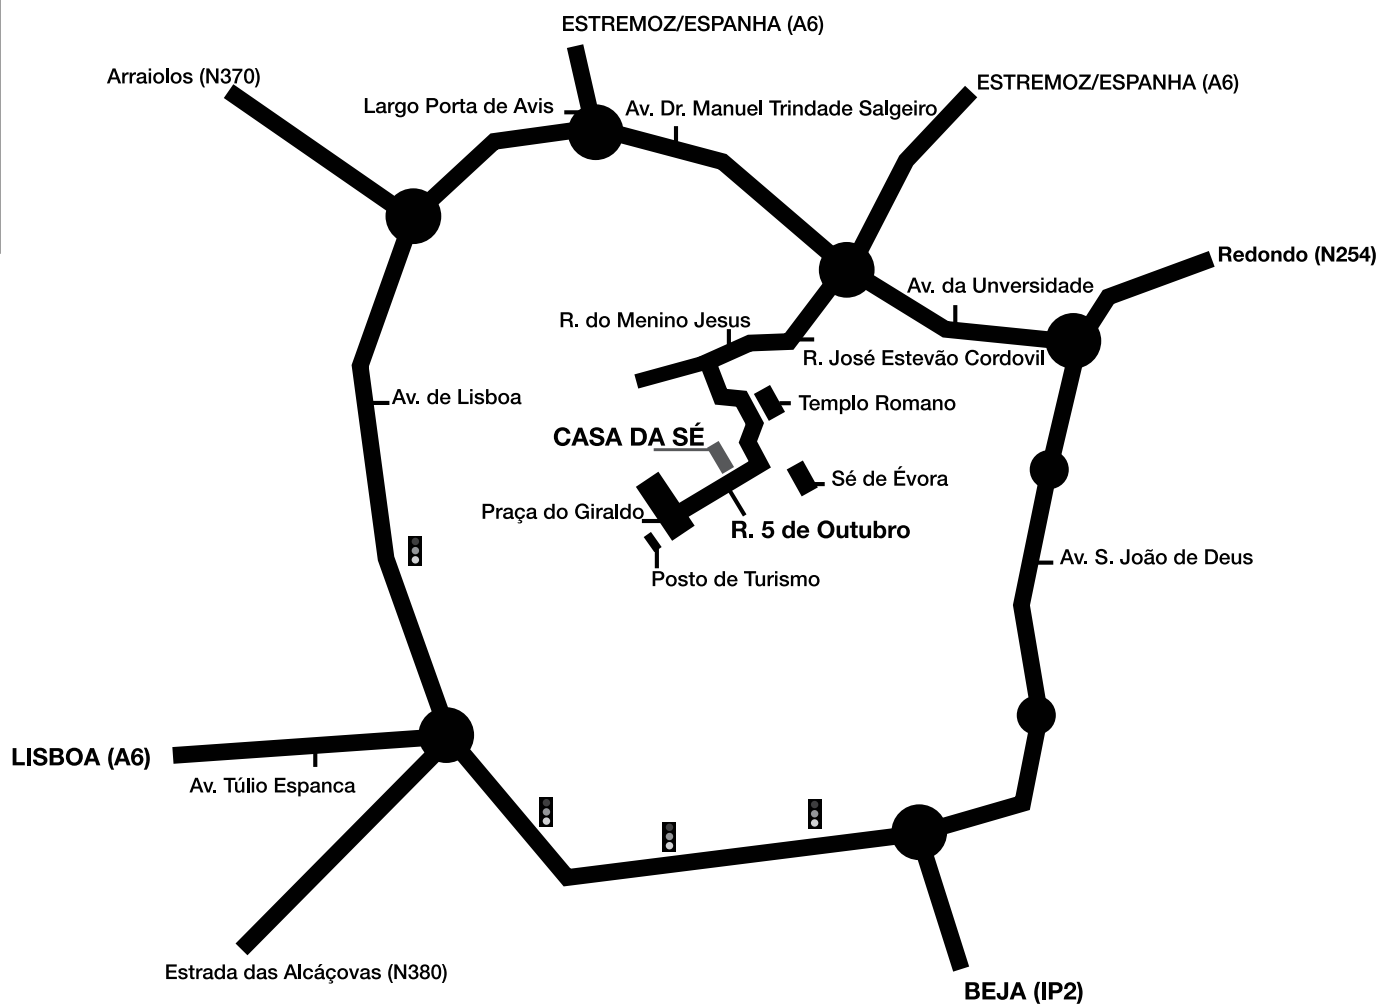 ESTREMOZ/ESPANHA (A6)
Arraiolos (N370)
ESTREMOZ/ESPANHA (A6)
Largo Porta de Avis
Av. Dr. Manuel Trindade Salgeiro
Redondo (N254)
Av. da Unversidade
R. do Menino Jesus
R. José Estevão Cordovil
Av. de Lisboa
Templo Romano
CASA DA SÉ
Sé de Évora
Praça do Giraldo
R. 5 de Outubro
Av. S. João de Deus
Posto de Turismo
LISBOA (A6)
Av. Túlio Espanca
Estrada das Alcáçovas (N380)
BEJA (IP2)